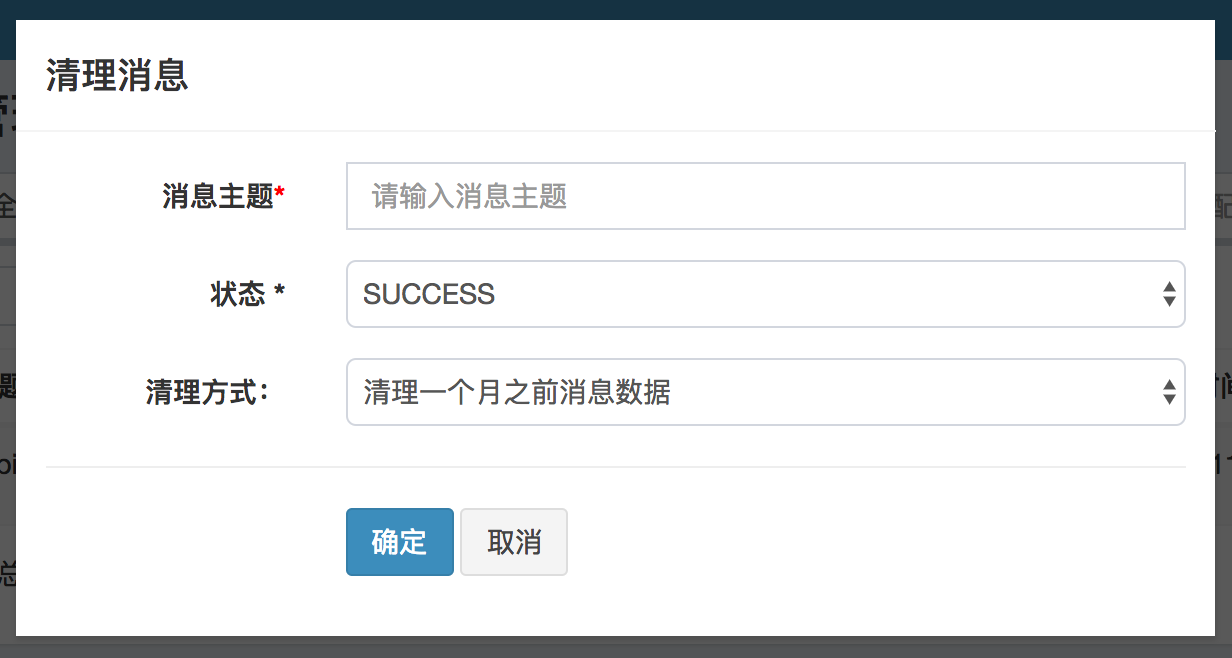 清理消息
消息主题*
请输入消息主题
状态 *
SUCCESS
清理方式:
清理一个月之前消息数据
确定
取消